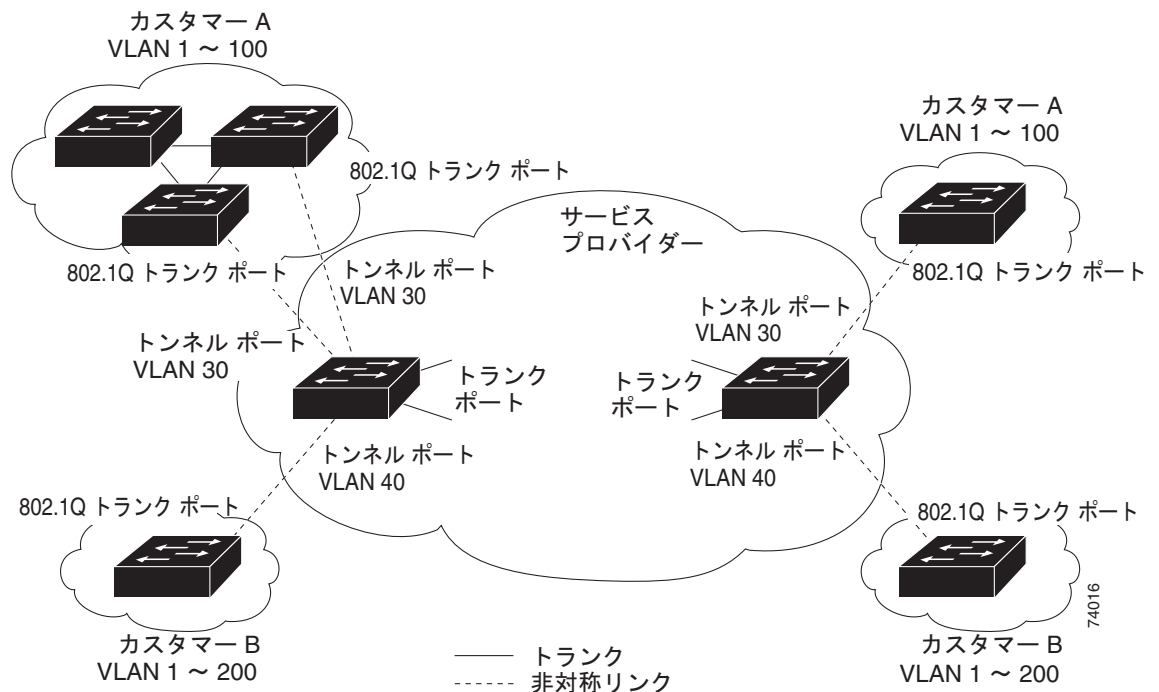 カスタマー A
VLAN 1 ~ 100
802.1Q トランク ポート
802.1Q トランク ポート
トンネル ポート
VLAN 30
トンネル ポート
VLAN 30
サービス
プロバイダー
カスタマー A
VLAN 1 ~ 100
802.1Q トランク ポート
トンネル ポート
VLAN 30
トランク
ポート
トランク
ポート
トンネル ポート
VLAN 40
トンネル ポート
VLAN 40
802.1Q トランク ポート
カスタマー B
VLAN 1 ~ 200
802.1Q トランク ポート
カスタマー B
VLAN 1 ~ 200
74016
トランク
非対称リンク